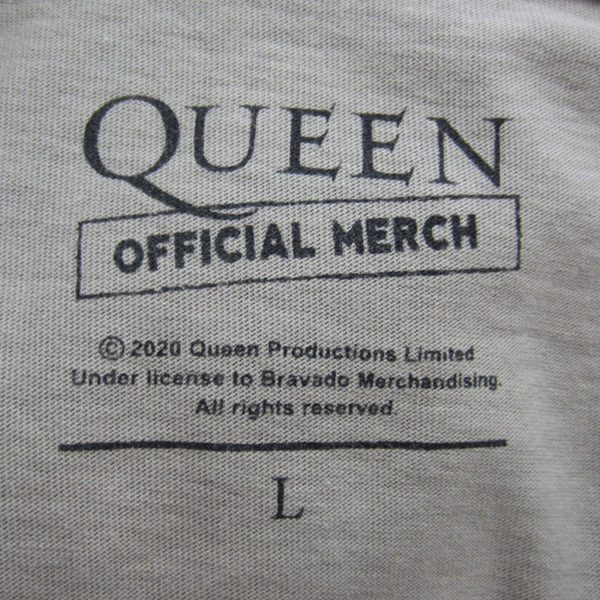 QUEEN
OFFICIAL MERCH
© 2020 Queen Productions Limited
Under license to Bravado Merchandising.
All rights reserved.
L